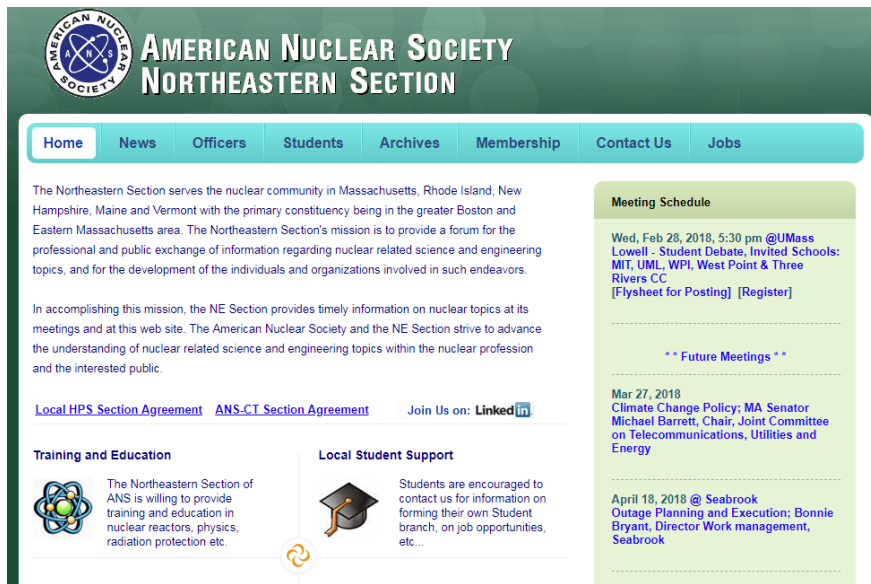 AMERICAN NUCLEAR SOCIETY
A N S
AMERICAN NUCLEAR SOCIETY
NORTHEASTERN SECTION
Home News Officers Students Archives Membership Contact Us Jobs
The Northeastern Section serves the nuclear community in Massachusetts, Rhode Island, New
Hampshire, Maine and Vermont with the primary constituency being in the greater Boston and
Eastern Massachusetts area. The Northeastern Section's mission is to provide a forum for the
professional and public exchange of information regarding nuclear related science and engineering
topics, and for the development of the individuals and organizations involved in such endeavors.
In accomplishing this mission, the NE Section provides timely information on nuclear topics at its
meetings and at this web site. The American Nuclear Society and the NE Section strive to advance
the understanding of nuclear related science and engineering topics within the nuclear profession
and the interested public.
Local HPS Section Agreement ANS-CT Section Agreement Join Us on: Linked in
Training and Education
The Northeastern Section of
ANS is willing to provide
training and education in
nuclear reactors, physics,
radiation protection etc.
Local Student Support
Students are encouraged to
contact us for information on
forming their own Student
branch, on job opportunities,
etc...
Meeting Schedule
Wed, Feb 28, 2018, 5:30 pm @UMass
Lowell - Student Debate, Invited Schools:
MIT, UML, WPI, West Point & Three
Rivers CC
[Flysheet for Posting] [Register]
* * Future Meetings * *
Mar 27, 2018
Climate Change Policy; MA Senator
Michael Barrett, Chair, Joint Committee
on Telecommunications, Utilities and
Energy
April 18, 2018 @ Seabrook
Outage Planning and Execution; Bonnie
Bryant, Director Work management,
Seabrook